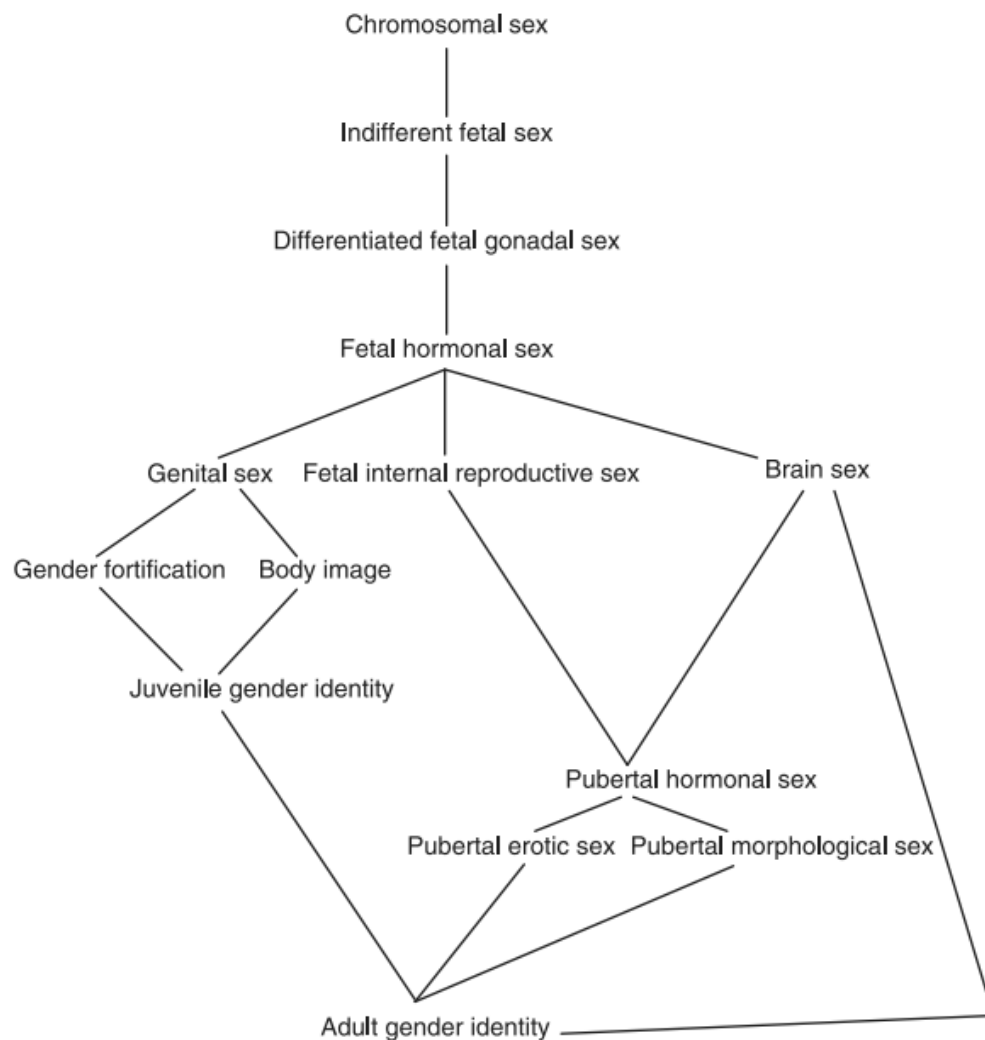 Chromosomal sex
Indifferent fetal sex
Differentiated fetal gonadal sex
Fetal hormonal sex
Genital sex
Fetal internal reproductive sex
Brain sex
Gender fortification
Body image
Juvenile gender identity
Pubertal hormonal sex
Pubertal erotic sex
Pubertal morphological sex
Adult gender identity